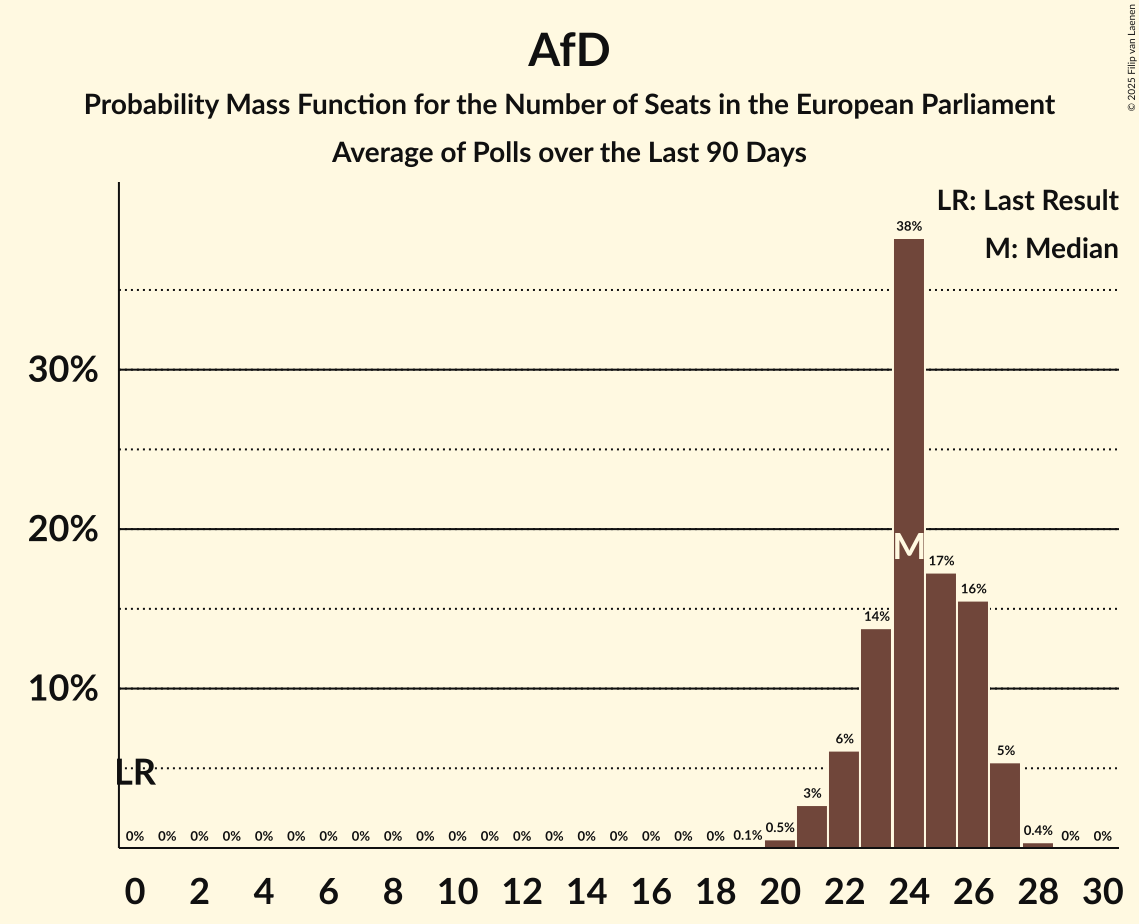 AfD
Probability Mass Function for the Number of Seats in the European Parliament
Average of Polls over the Last 90 Days
© 2025 Filip van Laenen
LR: Last Result
M: Median
38%
30%
20%
M
17%
16%
14%
10%
6%
5%
LR
3%
0% 0% 0% 0% 0% 0% 0% 0% 0% 0% 0% 0% 0% 0% 0% 0% 0% 0% 0% 0.1% 0.5% 0.4% 0% 0%
0 2 4 6 8 10 12 14 16 18 20 22 24 26 28 30